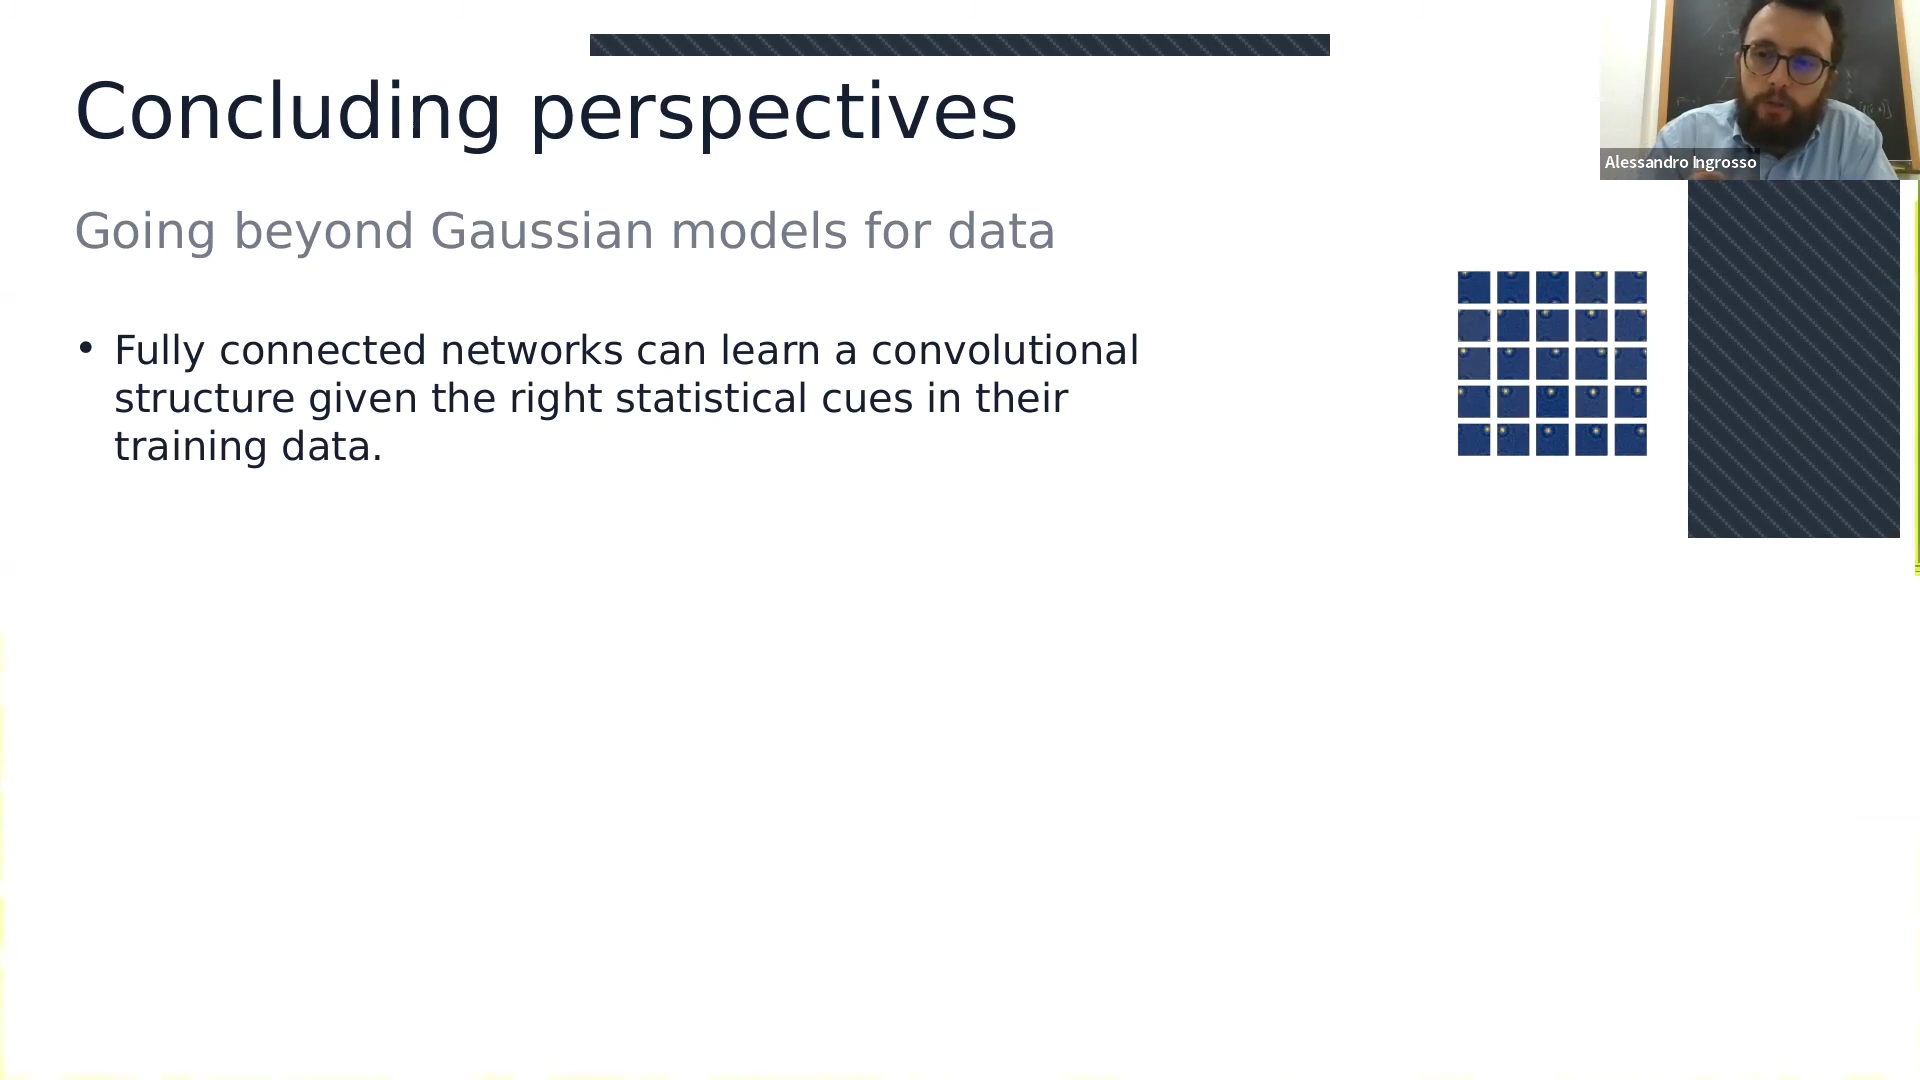 Concluding perspectives
Alessandro Ingrosso
Going beyond Gaussian models for data
• Fully connected networks can learn a convolutional
structure given the right statistical cues in their
training data.